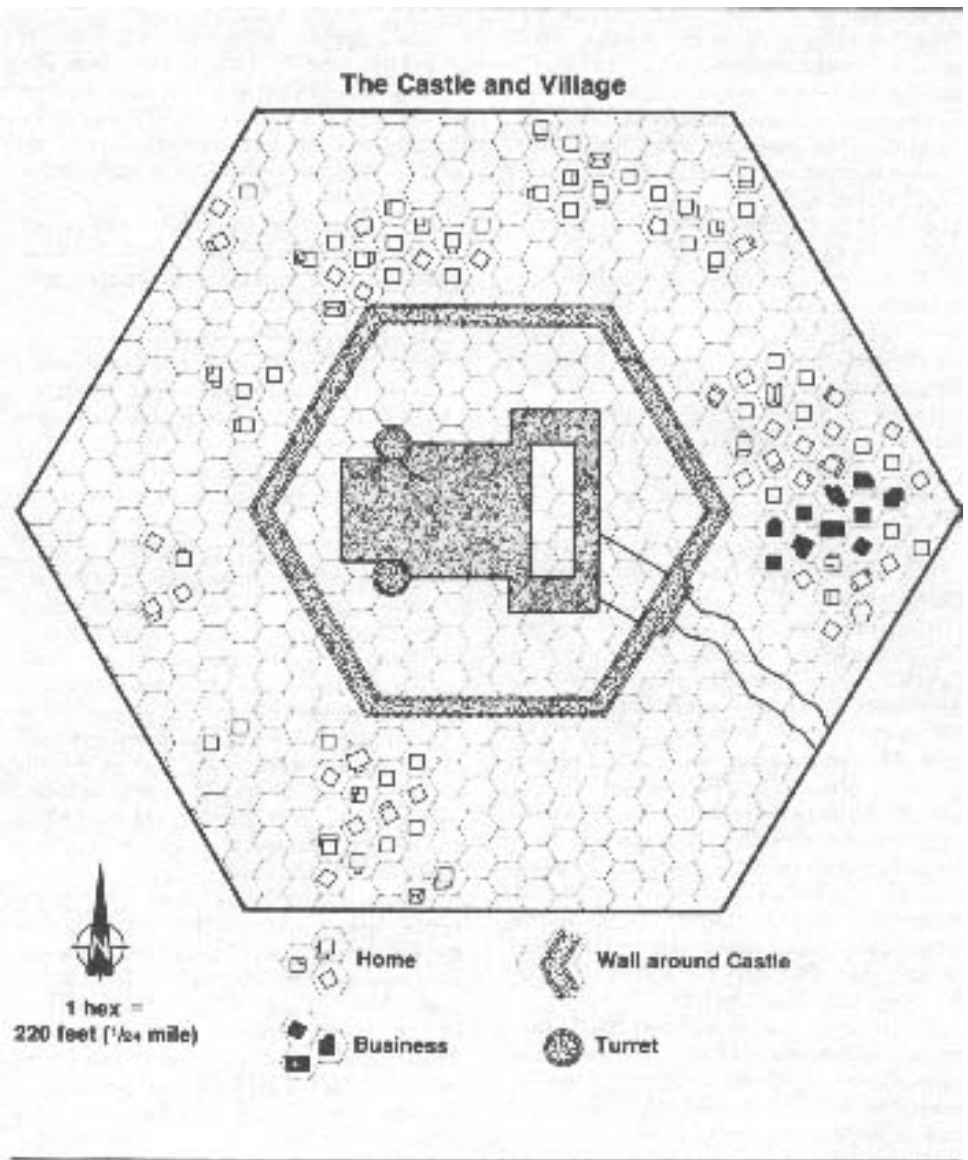 The Castle and Village
N
1 hex =
220 feet (1/24 mile)
Home
Business
Wall around Castle
Turret